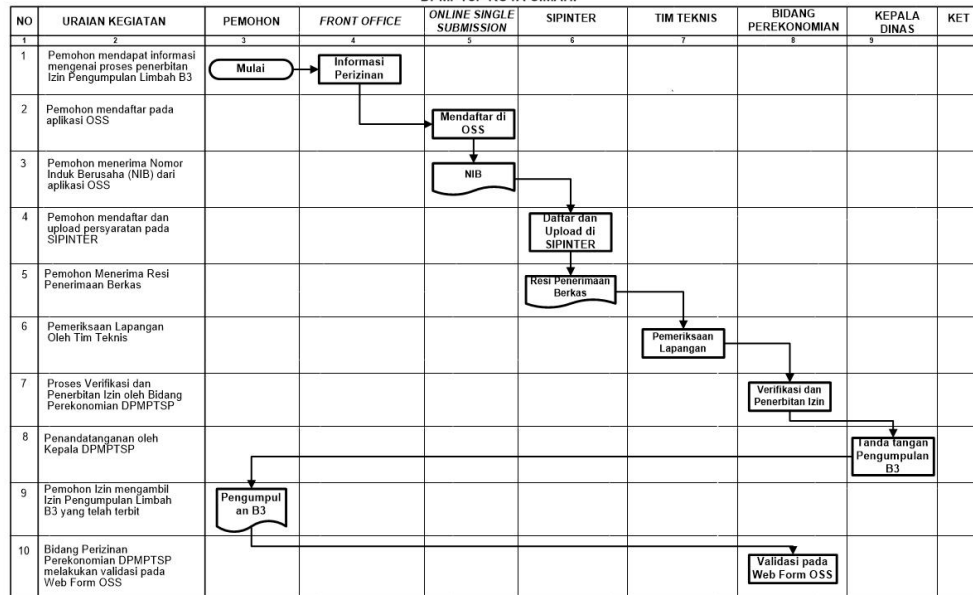 NO URAIAN KEGIATAN PEMOHON FRONT OFFICE ONLINE SINGLE SUBMISSION SIPINTER TIM TEKNIS BIDANG PEREKONOMIAN KEPALA DINAS KET
1 2 3 4 5 6 7 8 9
1 Pemohon mendapat informasi
mengenai proses penerbitan
Izin Pengumpulan Limbah B3
Mulai
Informasi
Perizinan
2 Pemohon mendaftar pada
aplikasi OSS
Mendaftar di
OSS
3 Pemohon menerima Nomor
Induk Berusaha (NIB) dari
aplikasi OSS
NIB
4 Pemohon mendaftar dan
upload persyaratan pada
SIPINTER
Daftar dan
Upload di
SIPINTER
5 Pemohon Menerima Resi
Penerimaan Berkas
Resi Penerimaan
Berkas
6 Pemeriksaan Lapangan
Oleh Tim Teknis
Pemeriksaan
Lapangan
7 Proses Verifikasi dan
Penerbitan Izin oleh Bidang
Perekonomian DPMPTSP
Verifikasi dan
Penerbitan Izin
8 Penandatanganan oleh
Kepala DPMPTSP
Tanda tangan
Pengumpulan
B3
9 Pemohon Izin mengambil
Izin Pengumpulan Limbah
B3 yang telah terbit
Pengumpul
an B3
10 Bidang Perizinan
Perekonomian DPMPTSP
melakukan validasi pada
Web Form OSS
Validasi pada
Web Form OSS